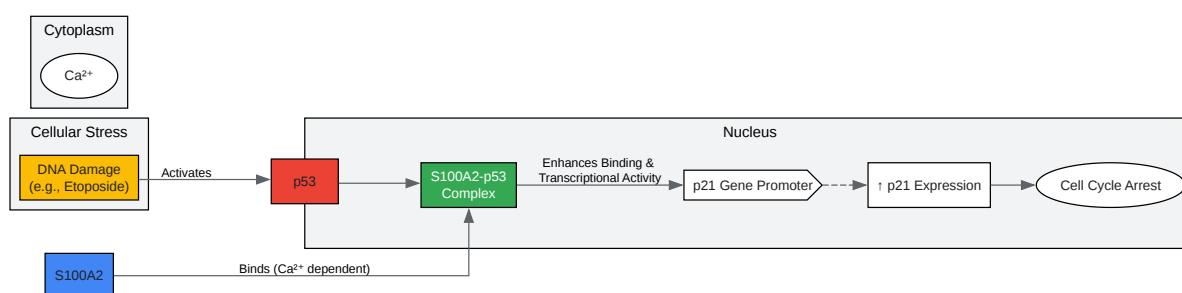 Cytoplasm
Ca²⁺
Cellular Stress
DNA Damage
(e.g., Etoposide)
Activates
Nucleus
p53
S100A2-p53
Complex
Enhances Binding &
Transcriptional Activity
p21 Gene Promoter
↑ p21 Expression
Cell Cycle Arrest
S100A2
Binds (Ca²⁺ dependent)